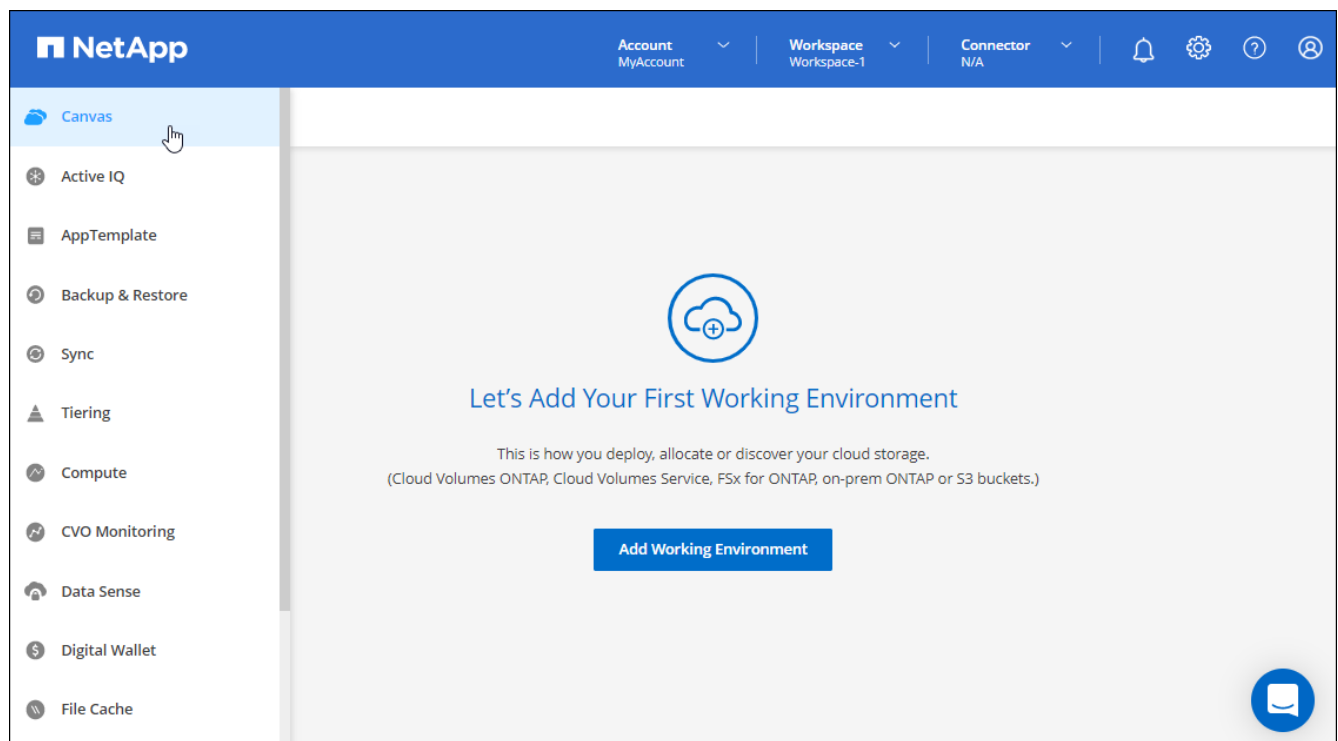 NetApp
Account
MyAccount
Workspace
Workspace-1
Connector
N/A
Canvas
Active IQ
AppTemplate
Backup & Restore
Sync
Tiering
Compute
CVO Monitoring
Data Sense
Digital Wallet
File Cache
Let's Add Your First Working Environment
This is how you deploy, allocate or discover your cloud storage.
(Cloud Volumes ONTAP, Cloud Volumes Service, FSx for ONTAP, on-prem ONTAP or S3 buckets.)
Add Working Environment